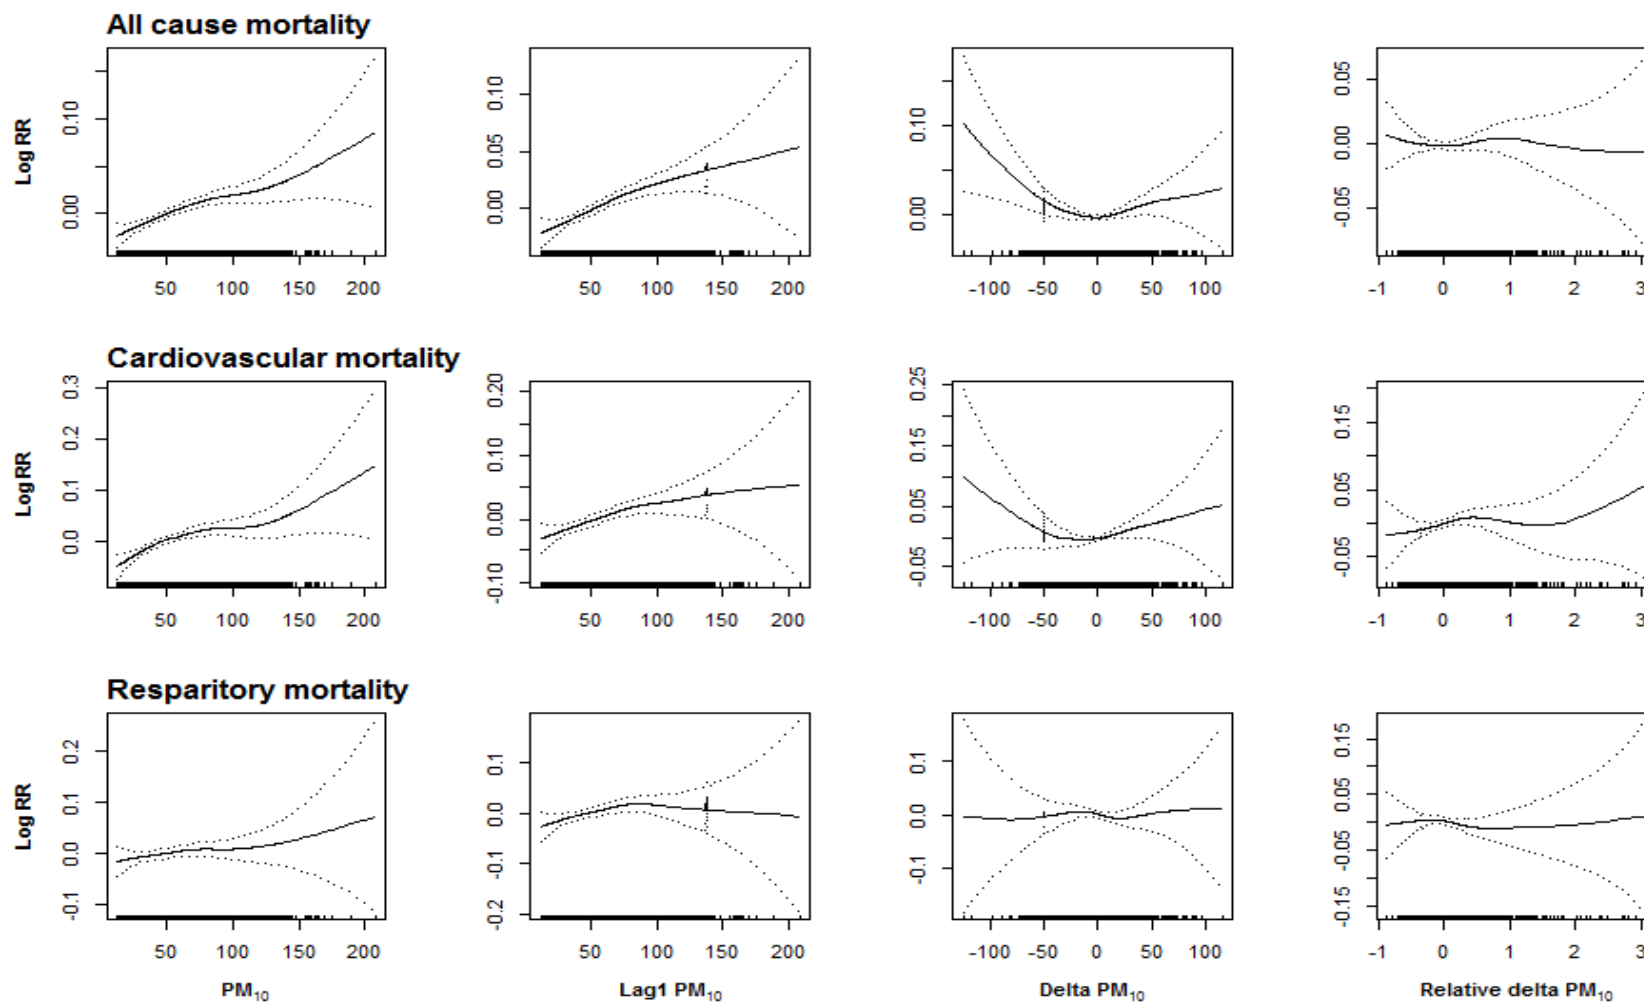 All cause mortality
Log RR
0.00 0.10
50 100 150 200
0.00 0.05 0.10
50 100 150 200
0.00 0.10
-100 -50 0 50 100
-0.05 0.00 0.05
-1 0 1 2 3
Cardiovascular mortality
Log RR
0.0 0.1 0.2 0.3
50 100 150 200
-0.10 0.00 0.10 0.20
50 100 150 200
-0.05 0.05 0.15 0.25
-100 -50 0 50 100
-0.05 0.05 0.15
-1 0 1 2 3
Resparitory mortality
Log RR
-0.1 0.0 0.1 0.2
50 100 150 200
-0.2 -0.1 0.0 0.1
50 100 150 200
-0.1 0.0 0.1
-100 -50 0 50 100
-0.15 -0.05 0.05 0.15
-1 0 1 2 3
PM₁₀
Lag1 PM₁₀
Delta PM₁₀
Relative delta PM₁₀